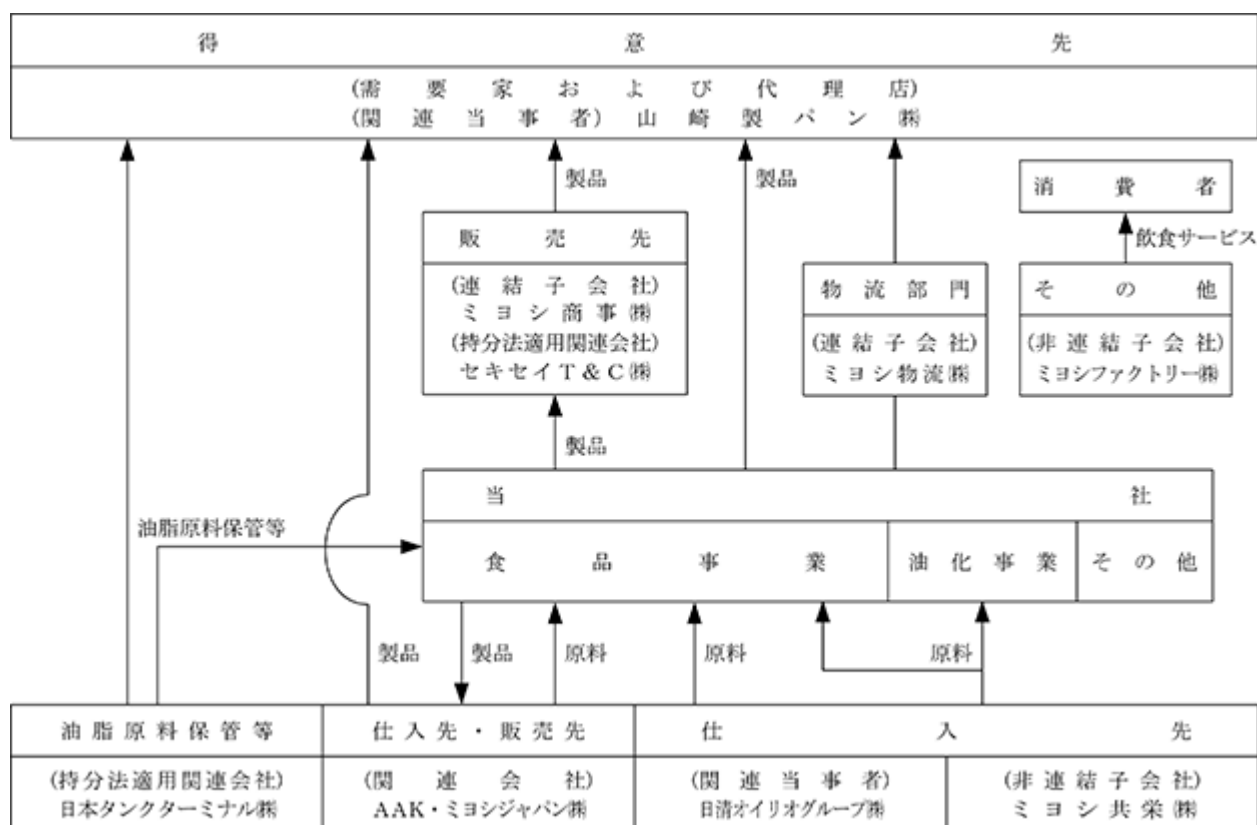 得意先
(需要家および代理店)
(関連当事者)山崎製パン㈱
製品
製品
消費者
飲食サービス
販売先
(連結子会社)
ミヨシ商事㈱
(持分法適用関連会社)
セキセイT&C㈱
物流部門
(連結子会社)
ミヨシ物流㈱
その他
(非連結子会社)
ミヨシファクトリー㈱
製品
当社
油脂原料保管等
食品事業
油化事業
その他
製品
製品
原料
原料
原料
油脂原料保管等
仕入先・販売先
仕入先
(持分法適用関連会社)
日本タンクターミナル㈱
(関連会社)
AAK・ミヨシジャパン㈱
(関連当事者)
日清オイリオグループ㈱
(非連結子会社)
ミヨシ共栄㈱